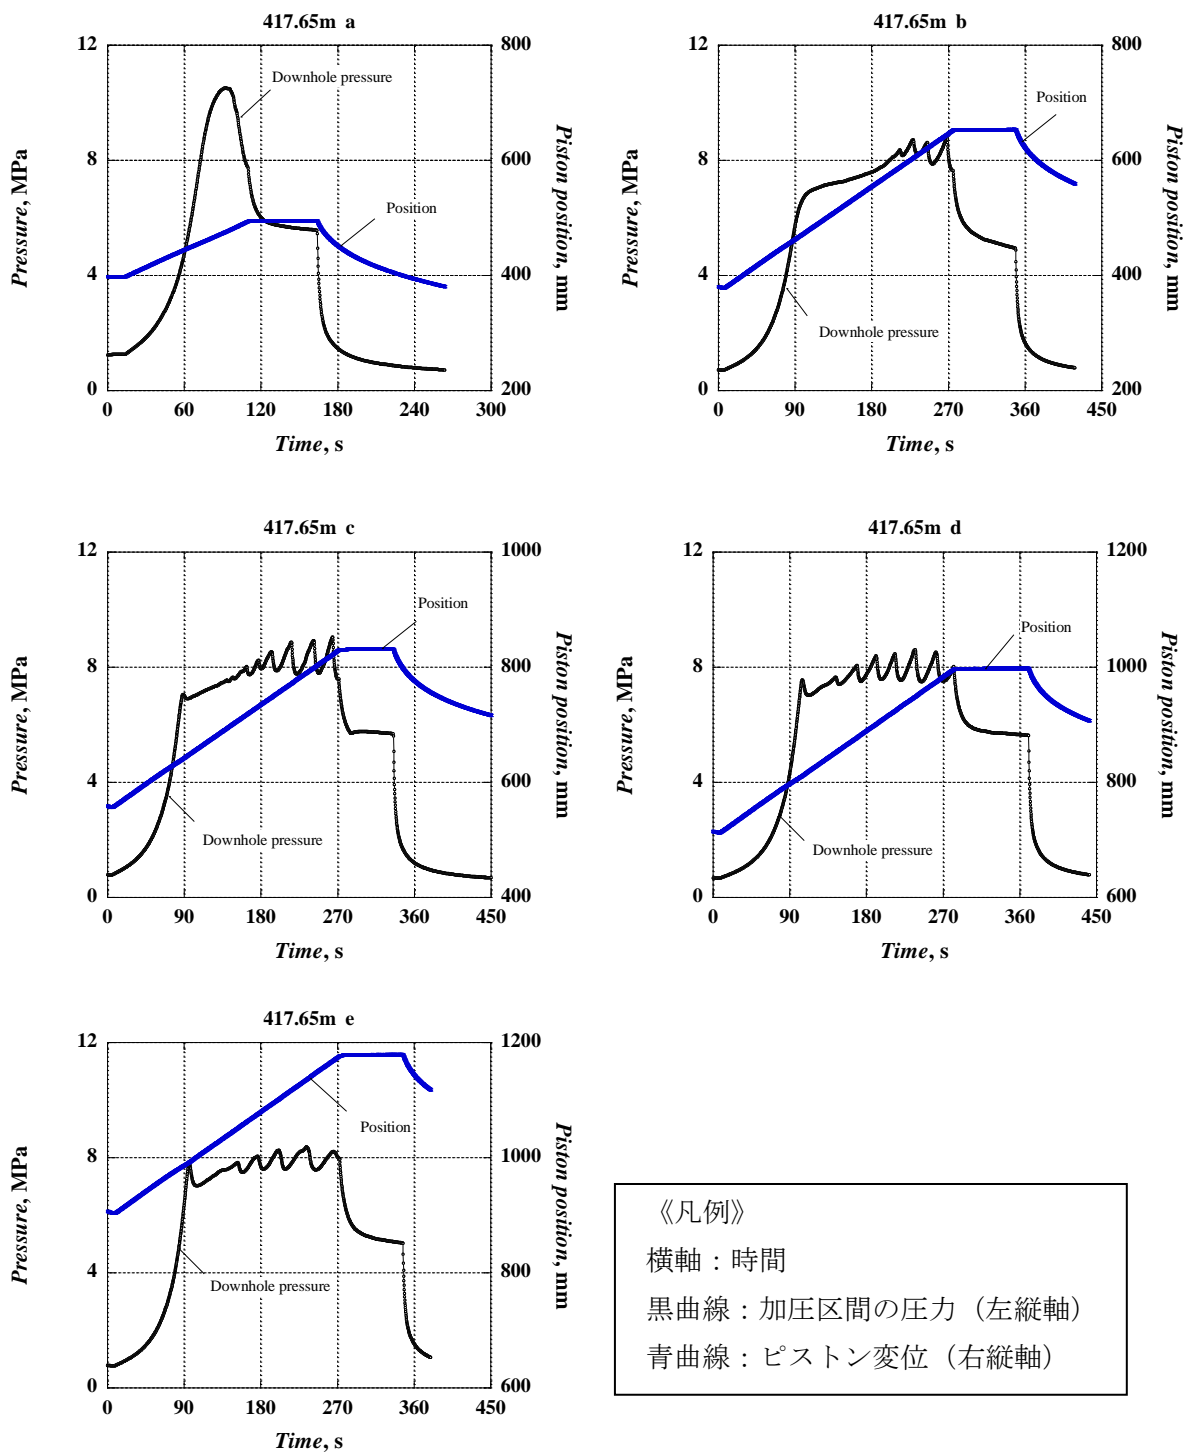 417.65m a
12
800
8
600
4
400
0
200
0
60
120
180
240
300
Pressure, MPa
Piston position, mm
Time, s
Downhole pressure
Position
417.65m b
12
800
8
600
4
400
0
200
0
90
180
270
360
450
Pressure, MPa
Piston position, mm
Time, s
Position
Downhole pressure
417.65m c
12
1000
8
800
4
600
0
400
0
90
180
270
360
450
Pressure, MPa
Piston position, mm
Time, s
Position
Downhole pressure
417.65m d
12
1200
8
1000
4
800
0
600
0
90
180
270
360
450
Pressure, MPa
Piston position, mm
Time, s
Position
Downhole pressure
417.65m e
12
1200
8
1000
4
800
0
600
0
90
180
270
360
450
Pressure, MPa
Piston position, mm
Time, s
Position
Downhole pressure
《凡例》
横軸：時間
黒曲線：加圧区間の圧力（左縦軸）
青曲線：ピストン変位（右縦軸）